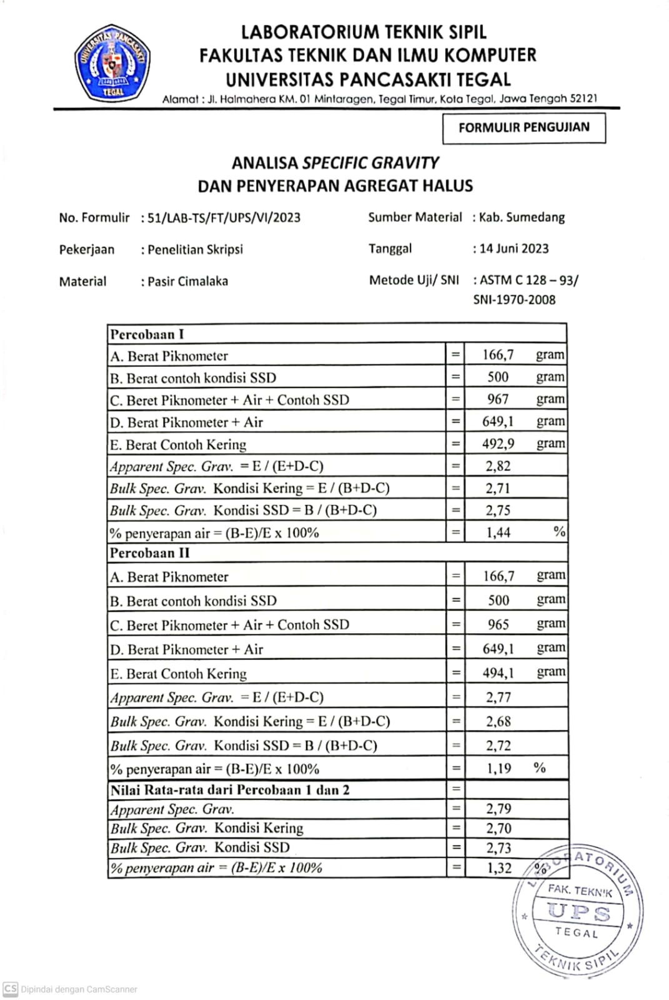 UNIVERSITAS PANCASAKTI
TEGAL
LABORATORIUM TEKNIK SIPIL
FAKULTAS TEKNIK DAN ILMU KOMPUTER
UNIVERSITAS PANCASAKTI TEGAL
Alamat : Jl. Halmahera KM. 01 Mintaragen, Tegal Timur, Kota Tegal, Jawa Tengah 52121
FORMULIR PENGUJIAN
ANALISA SPECIFIC GRAVITY
DAN PENYERAPAN AGREGAT HALUS
No. Formulir : 51/LAB-TS/FT/UPS/VI/2023 Sumber Material : Kab. Sumedang
Pekerjaan : Penelitian Skripsi Tanggal : 14 Juni 2023
Material : Pasir Cimalaka Metode Uji/ SNI : ASTM C 128 – 93/
SNI-1970-2008
Percobaan I
A. Berat Piknometer = 166,7 gram
B. Berat contoh kondisi SSD = 500 gram
C. Beret Piknometer + Air + Contoh SSD = 967 gram
D. Berat Piknometer + Air = 649,1 gram
E. Berat Contoh Kering = 492,9 gram
Apparent Spec. Grav. = E / (E+D-C) = 2,82
Bulk Spec. Grav. Kondisi Kering = E / (B+D-C) = 2,71
Bulk Spec. Grav. Kondisi SSD = B / (B+D-C) = 2,75
% penyerapan air = (B-E)/E x 100% = 1,44 %
Percobaan II
A. Berat Piknometer = 166,7 gram
B. Berat contoh kondisi SSD = 500 gram
C. Beret Piknometer + Air + Contoh SSD = 965 gram
D. Berat Piknometer + Air = 649,1 gram
E. Berat Contoh Kering = 494,1 gram
Apparent Spec. Grav. = E / (E+D-C) = 2,77
Bulk Spec. Grav. Kondisi Kering = E / (B+D-C) = 2,68
Bulk Spec. Grav. Kondisi SSD = B / (B+D-C) = 2,72
% penyerapan air = (B-E)/E x 100% = 1,19 %
Nilai Rata-rata dari Percobaan 1 dan 2 =
Apparent Spec. Grav. = 2,79
Bulk Spec. Grav. Kondisi Kering = 2,70
Bulk Spec. Grav. Kondisi SSD = 2,73
% penyerapan air = (B-E)/E x 100% = 1,32 %
LABORATORIUM
FAK. TEKNIK
UPS
TEGAL
TEKNIK SIPIL
CS Dipindai dengan CamScanner